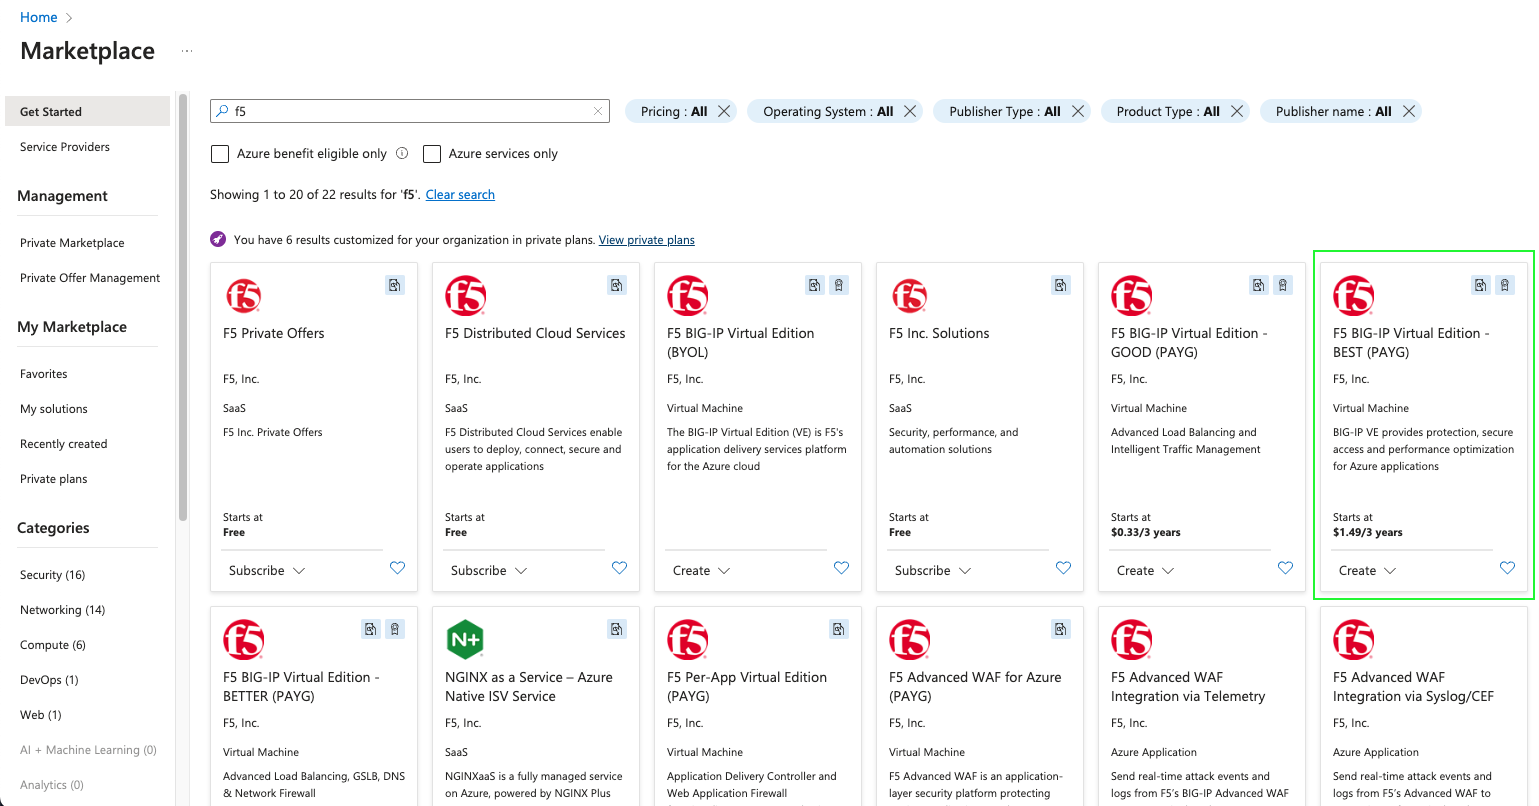 Home
Marketplace
...
Get Started
Service Providers
Management
Private Marketplace
Private Offer Management
My Marketplace
Favorites
My solutions
Recently created
Private plans
Categories
Security (16)
Networking (14)
Compute (6)
DevOps (1)
Web (1)
AI + Machine Learning (0)
Analytics (0)
f5
Pricing : All
Operating System : All
Publisher Type : All
Product Type : All
Publisher name : All
Azure benefit eligible only
Azure services only
Showing 1 to 20 of 22 results for 'f5'. Clear search
You have 6 results customized for your organization in private plans. View private plans
f5
F5 Private Offers
F5, Inc.
SaaS
F5 Inc. Private Offers
Starts at
Free
Subscribe
f5
F5 Distributed Cloud Services
F5, Inc.
SaaS
F5 Distributed Cloud Services enable
users to deploy, connect, secure and
operate applications
Starts at
Free
Subscribe
f5
F5 BIG-IP Virtual Edition
(BYOL)
F5, Inc.
Virtual Machine
The BIG-IP Virtual Edition (VE) is F5's
application delivery services platform
for the Azure cloud
Create
f5
F5 Inc. Solutions
F5, Inc.
SaaS
Security, performance, and
automation solutions
Starts at
Free
Subscribe
f5
F5 BIG-IP Virtual Edition -
GOOD (PAYG)
F5, Inc.
Virtual Machine
Advanced Load Balancing and
Intelligent Traffic Management
Starts at
$0.33/3 years
Create
f5
F5 BIG-IP Virtual Edition -
BEST (PAYG)
F5, Inc.
Virtual Machine
BIG-IP VE provides protection, secure
access and performance optimization
for Azure applications
Starts at
$1.49/3 years
Create
f5
F5 BIG-IP Virtual Edition -
BETTER (PAYG)
F5, Inc.
Virtual Machine
Advanced Load Balancing, GSLB, DNS
& Network Firewall
N+
NGINX as a Service – Azure
Native ISV Service
F5, Inc.
SaaS
NGINXaaS is a fully managed service
on Azure, powered by NGINX Plus
f5
F5 Per-App Virtual Edition
(PAYG)
F5, Inc.
Virtual Machine
Application Delivery Controller and
Web Application Firewall
f5
F5 Advanced WAF for Azure
(PAYG)
F5, Inc.
Virtual Machine
F5 Advanced WAF is an application-
layer security platform protecting
f5
F5 Advanced WAF
Integration via Telemetry
F5, Inc.
Azure Application
Send real-time attack events and
logs from F5's BIG-IP Advanced WAF
f5
F5 Advanced WAF
Integration via Syslog/CEF
F5, Inc.
Azure Application
Send real-time attack events and
logs from F5's Advanced WAF to